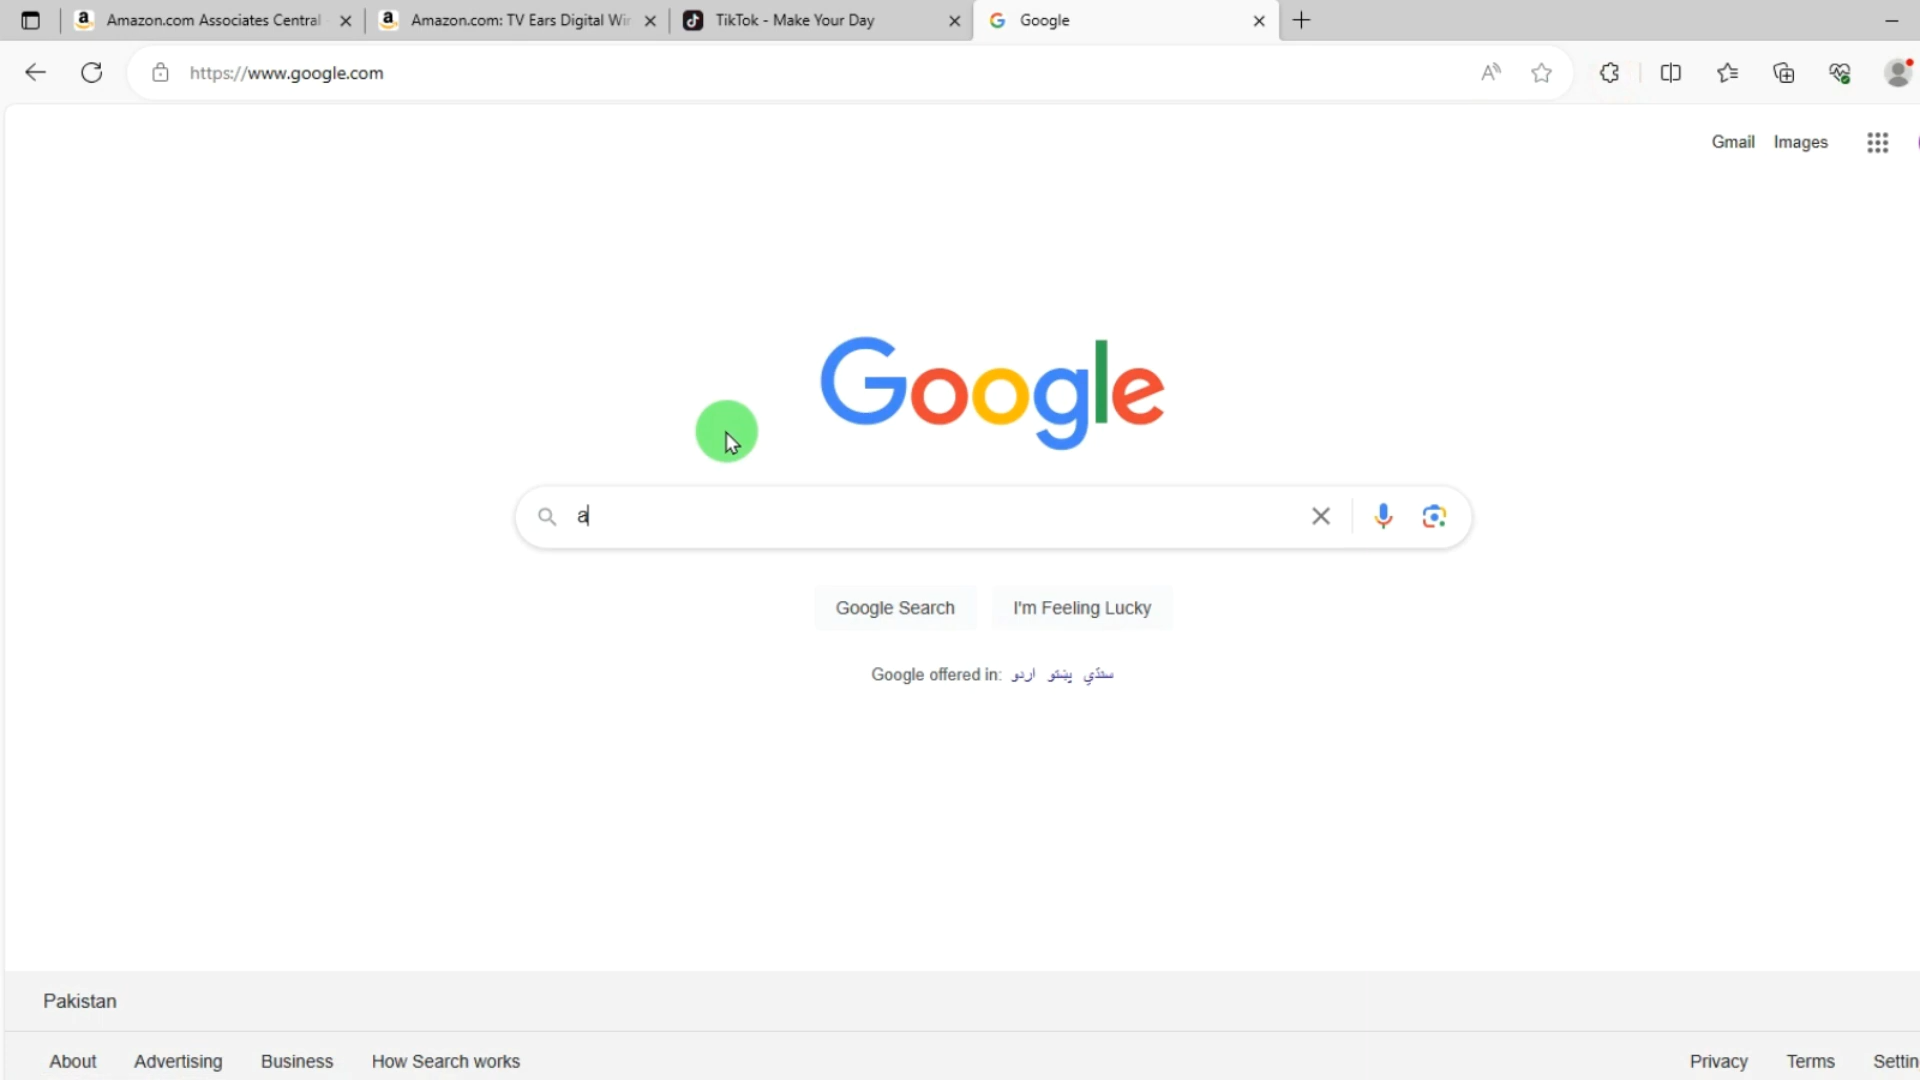 Amazon.com Associates Central
Amazon.com: TV Ears Digital Wir
TikTok - Make Your Day
Google
https://www.google.com
Gmail Images
Google
a
Google Search I'm Feeling Lucky
Google offered in: اردو پښتو سنڌي
Pakistan
About Advertising Business How Search works Privacy Terms Settin